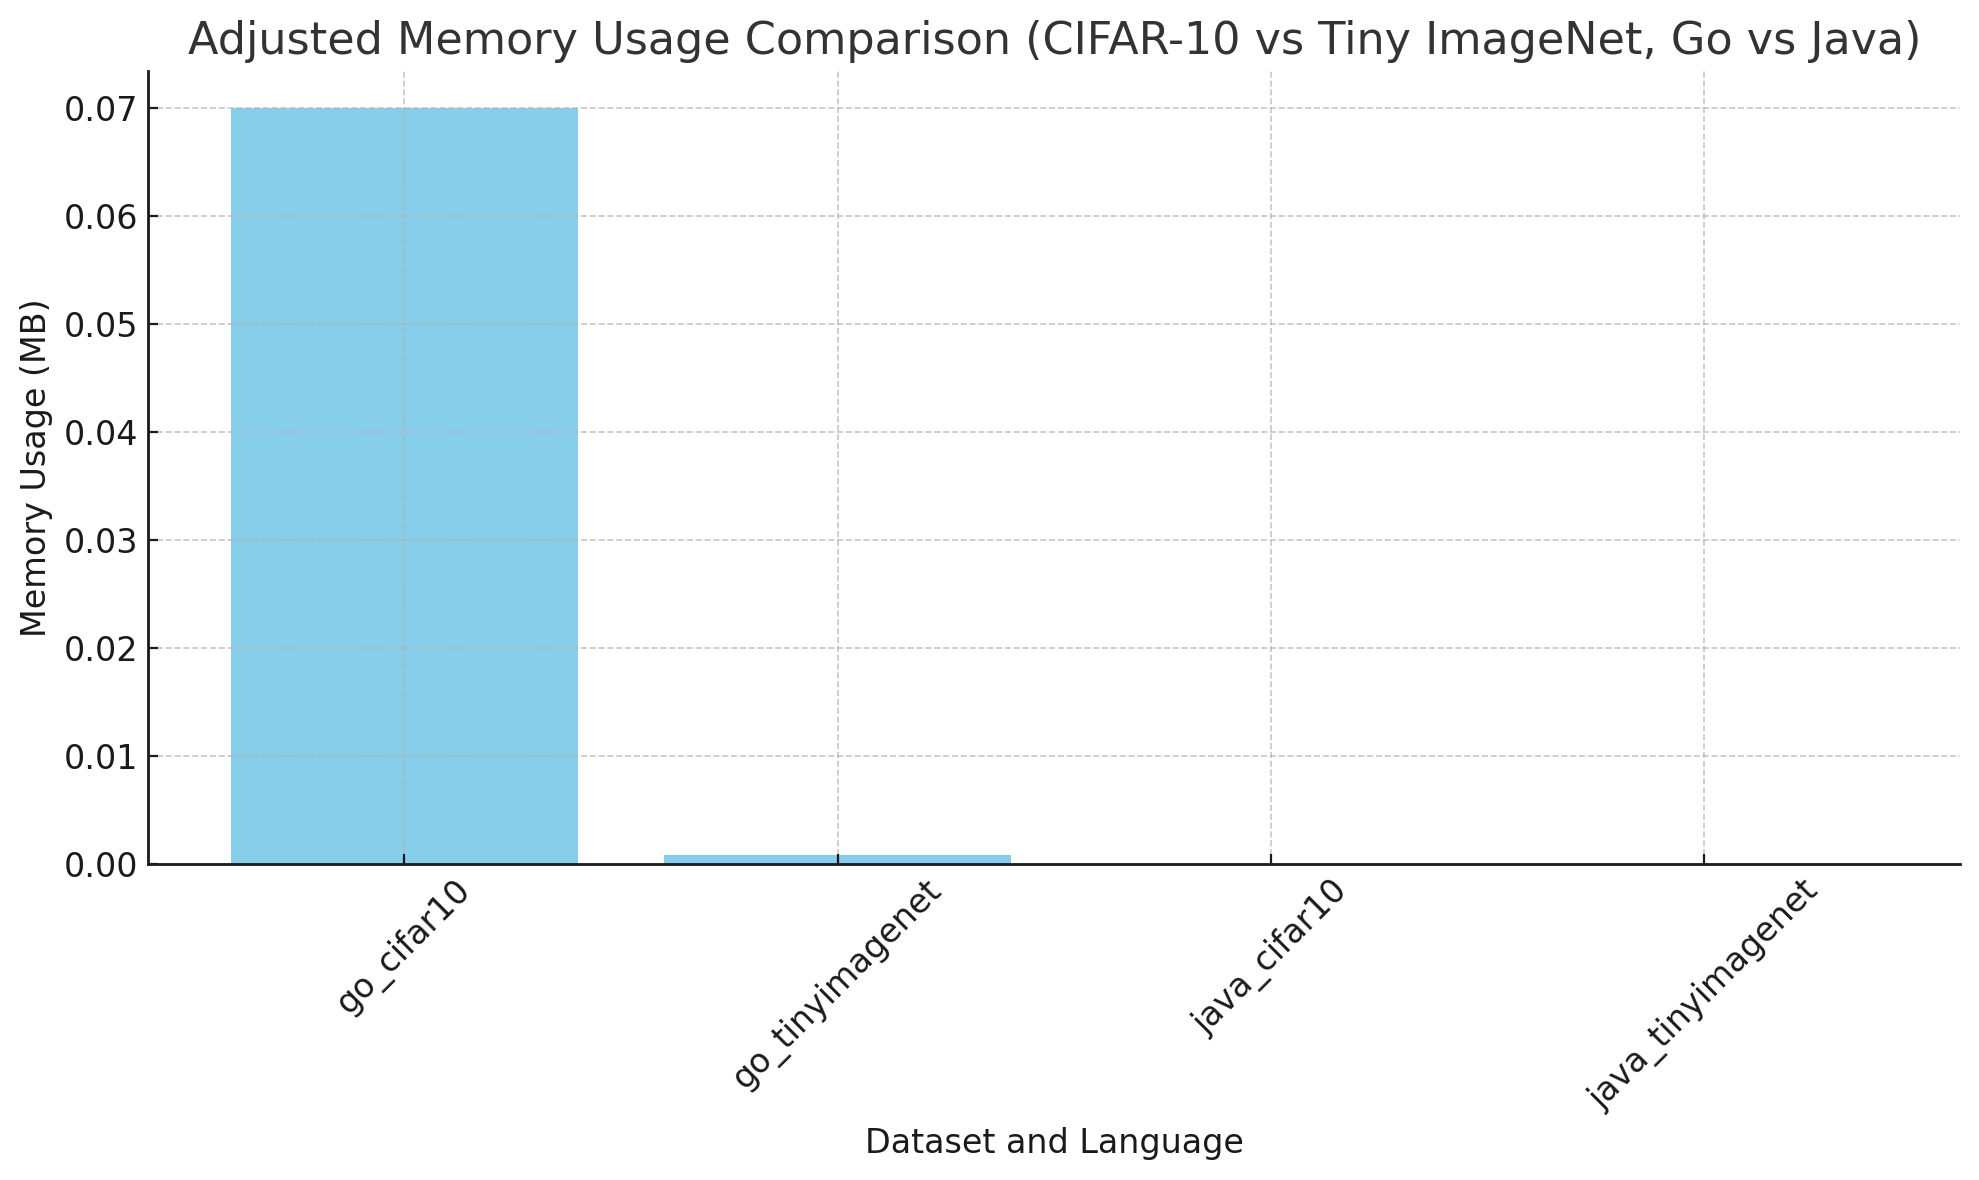 Adjusted Memory Usage Comparison (CIFAR-10 vs Tiny ImageNet, Go vs Java)
Memory Usage (MB)
0.07
0.06
0.05
0.04
0.03
0.02
0.01
0.00
go_cifar10
go_tinyimagenet
java_cifar10
java_tinyimagenet
Dataset and Language